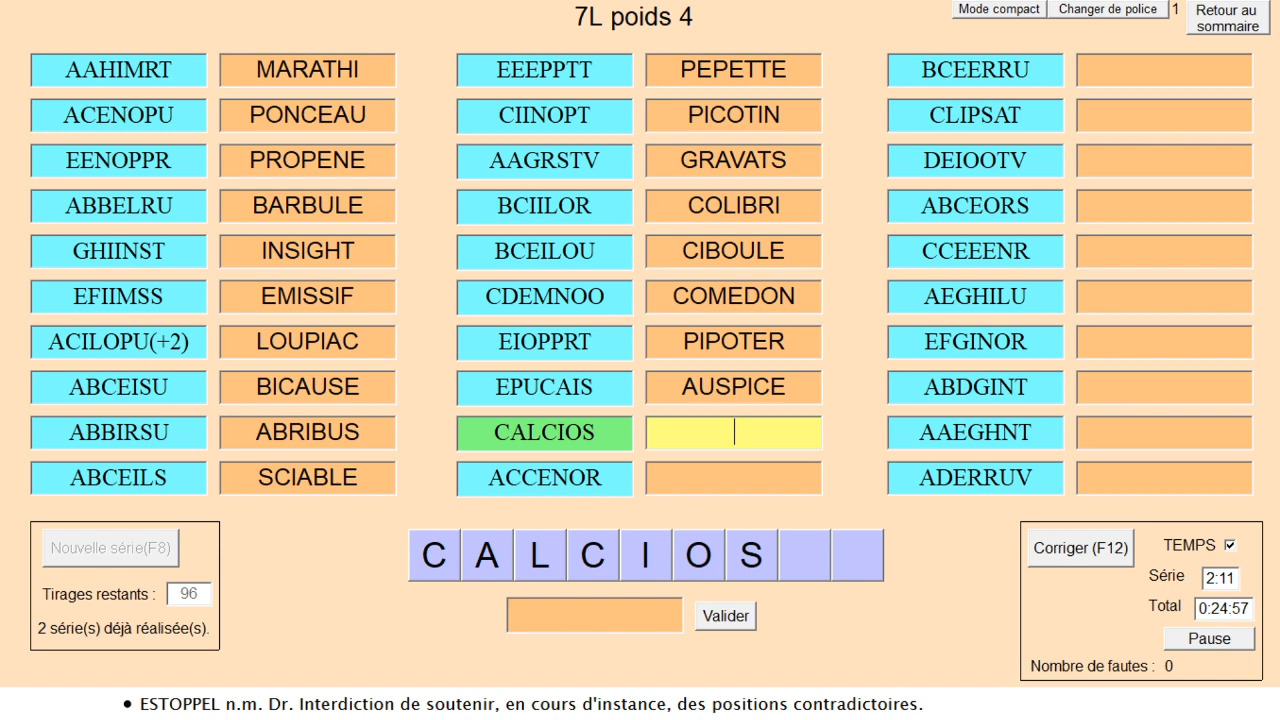 7L poids 4
Mode compact Changer de police 1 Retour au sommaire
AAHIMRT MARATHI EEEPPTT PEPETTE BCEERRU
ACENOPU PONCEAU CIINOPT PICOTIN CLIPSAT
EENOPPR PROPENE AAGRSTV GRAVATS DEIOOTV
ABBELRU BARBULE BCIILOR COLIBRI ABCEORS
GHIINST INSIGHT BCEILOU CIBOULE CCEEENR
EFIIMSS EMISSIF CDEMNOO COMEDON AEGHILU
ACILOPU(+2) LOUPIAC EIOPPRT PIPOTER EFGINOR
ABCEISU BICAUSE EPUCAIS AUSPICE ABDGINT
ABBIRSU ABRIBUS CALCIOS AAEGHNT
ABCEILS SCIABLE ACCENOR ADERRUV
Nouvelle série(F8)
Tirages restants : 96
2 série(s) déjà réalisée(s).
C A L C I O S
Valider
Corriger (F12) TEMPS
Série 2:11
Total 0:24:57
Pause
Nombre de fautes : 0
• ESTOPPEL n.m. Dr. Interdiction de soutenir, en cours d'instance, des positions contradictoires.